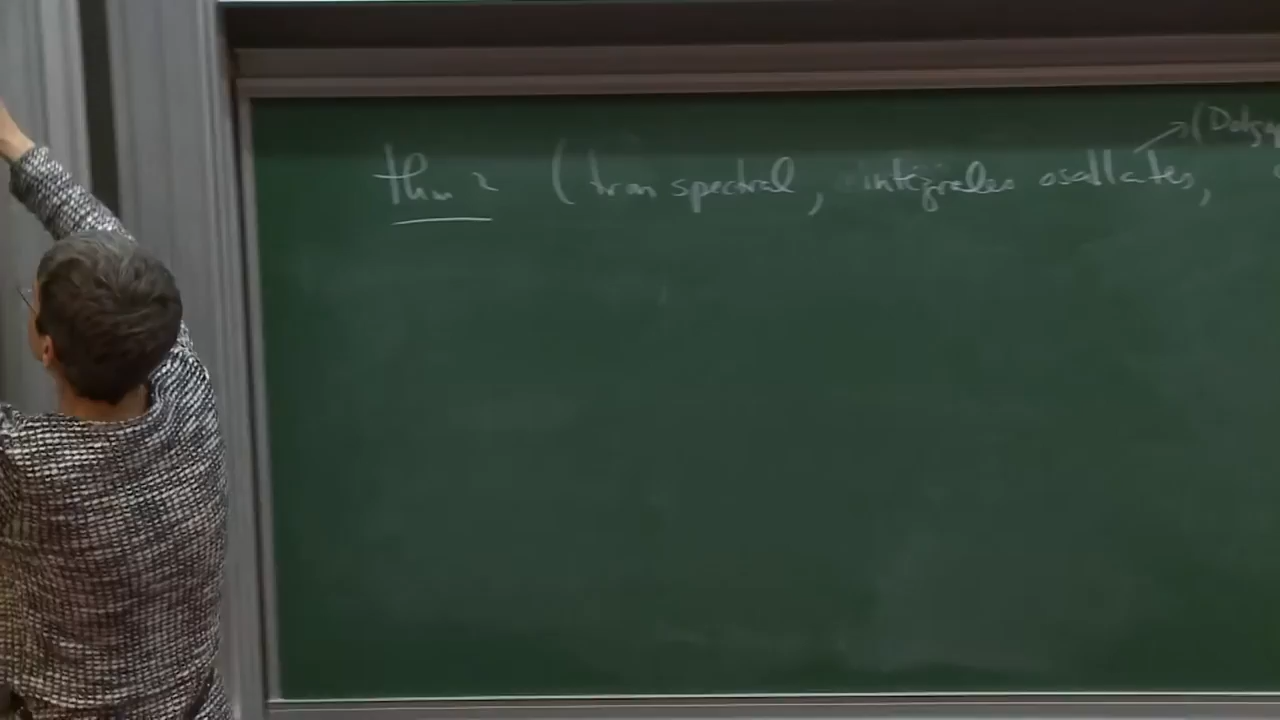 Thm 2 (trou spectral, intégrales oscillantes,